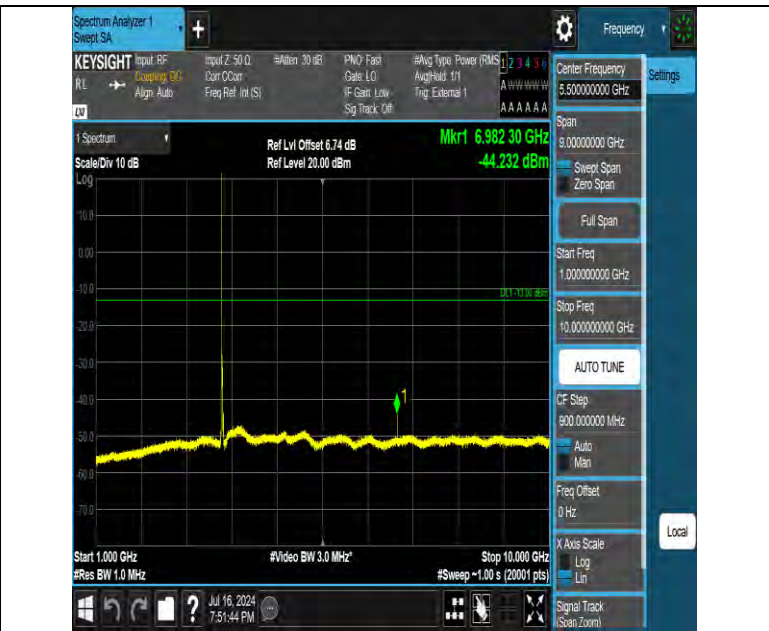 Spectrum Analyzer 1
Swept SA
+
Frequency
KEYSIGHT
Input: RF
Input Z: 50 Ω
#Atten: 30 dB
PNO: Fast
#Avg Type: Power (RMS
1 2 3 4 5 6
RL
Coupling: DC
Corr CCorr
Gate: LO
Avg|Hold: 1/1
A W W W W W
Align: Auto
Freq Ref: Int (S)
IF Gain: Low
Trig: External 1
Sig Track: Off
A A A A A A
LXI
1 Spectrum
Ref Lvl Offset 6.74 dB
Mkr1 6.982 30 GHz
Scale/Div 10 dB
Ref Level 20.00 dBm
-44.232 dBm
Log
10.0
0.00
-10.0
DL1 -13.00 dBm
-20.0
-30.0
-40.0
1
-50.0
-60.0
-70.0
Start 1.000 GHz
#Video BW 3.0 MHz*
Stop 10.000 GHz
#Res BW 1.0 MHz
#Sweep ~1.00 s (20001 pts)
?
Jul 16, 2024
7:51:44 PM
Center Frequency
5.500000000 GHz
Settings
Span
9.00000000 GHz
Swept Span
Zero Span
Full Span
Start Freq
1.000000000 GHz
Stop Freq
10.000000000 GHz
AUTO TUNE
CF Step
900.000000 MHz
Auto
Man
Freq Offset
0 Hz
X Axis Scale
Log
Lin
Local
Signal Track
(Span Zoom)